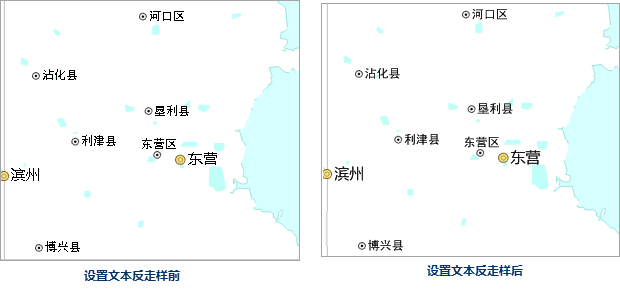 河口区
沾化县
垦利县
利津县
东营区
东营
滨州
博兴县
设置文本反走样前
河口区
沾化县
垦利县
利津县
东营区
东营
滨州
博兴县
设置文本反走样后